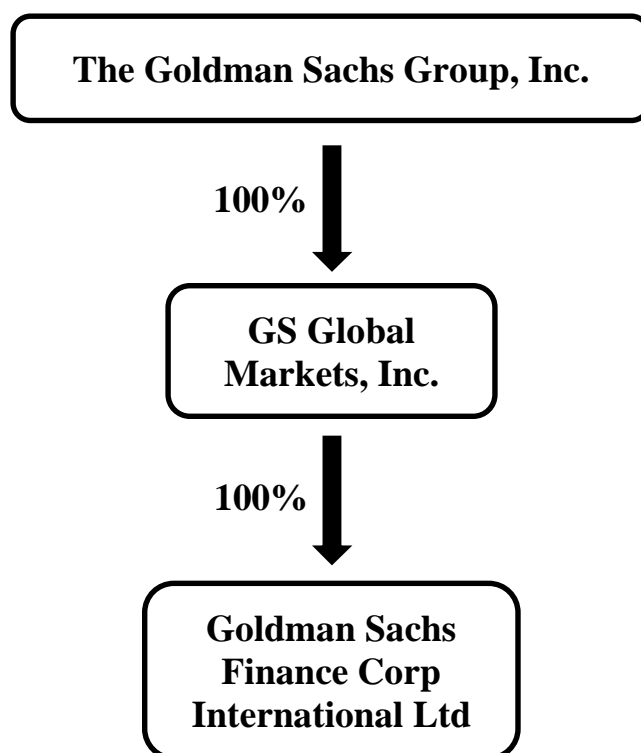 The Goldman Sachs Group, Inc.
100%
GS Global
Markets, Inc.
100%
Goldman Sachs
Finance Corp
International Ltd